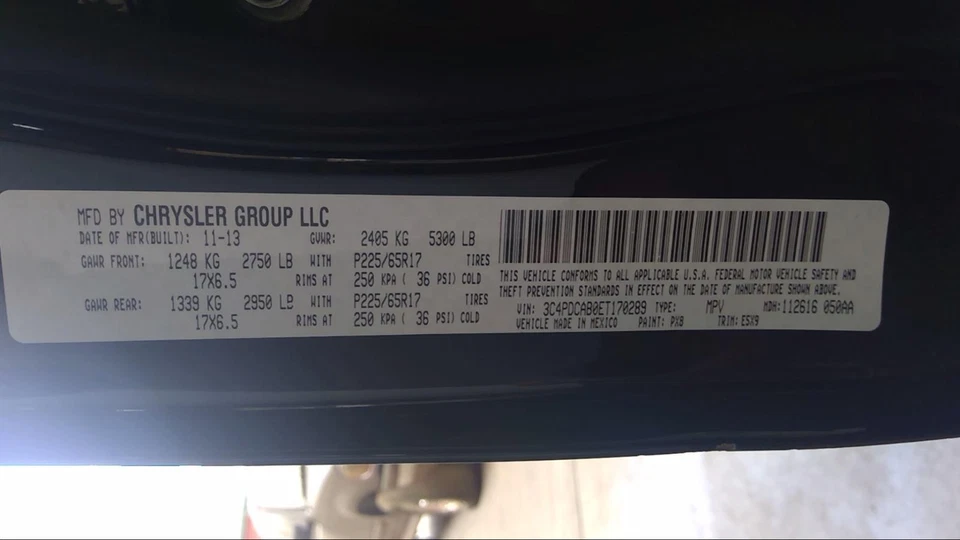 MFD BY CHRYSLER GROUP LLC
DATE OF MFR(BUILT): 11-13 GVWR: 2405 KG 5300 LB
GAWR FRONT: 1248 KG 2750 LB WITH P225/65R17 TIRES
17X6.5 RIMS AT 250 KPA ( 36 PSI) COLD
GAWR REAR: 1339 KG 2950 LB WITH P225/65R17 TIRES
17X6.5 RIMS AT 250 KPA ( 36 PSI) COLD
THIS VEHICLE CONFORMS TO ALL APPLICABLE U.S.A. FEDERAL MOTOR VEHICLE SAFETY AND
THEFT PREVENTION STANDARDS IN EFFECT ON THE DATE OF MANUFACTURE SHOWN ABOVE.
VIN: 3C4PDCAB0ET170289 TYPE: MPV MDH: 112616 050AA
VEHICLE MADE IN MEXICO PAINT: PX8 TRIM: E5X9